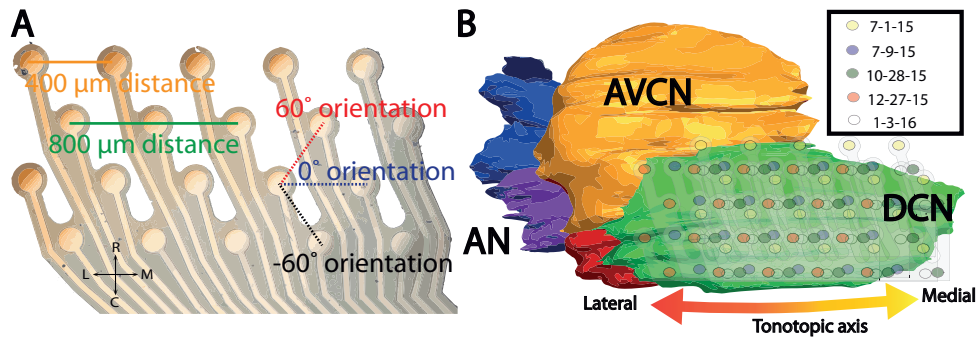 A
400 µm distance
800 µm distance
60° orientation
0° orientation
-60° orientation
R
L
M
C
B
AVCN
DCN
AN
7-1-15
7-9-15
10-28-15
12-27-15
1-3-16
Lateral
Medial
Tonotopic axis